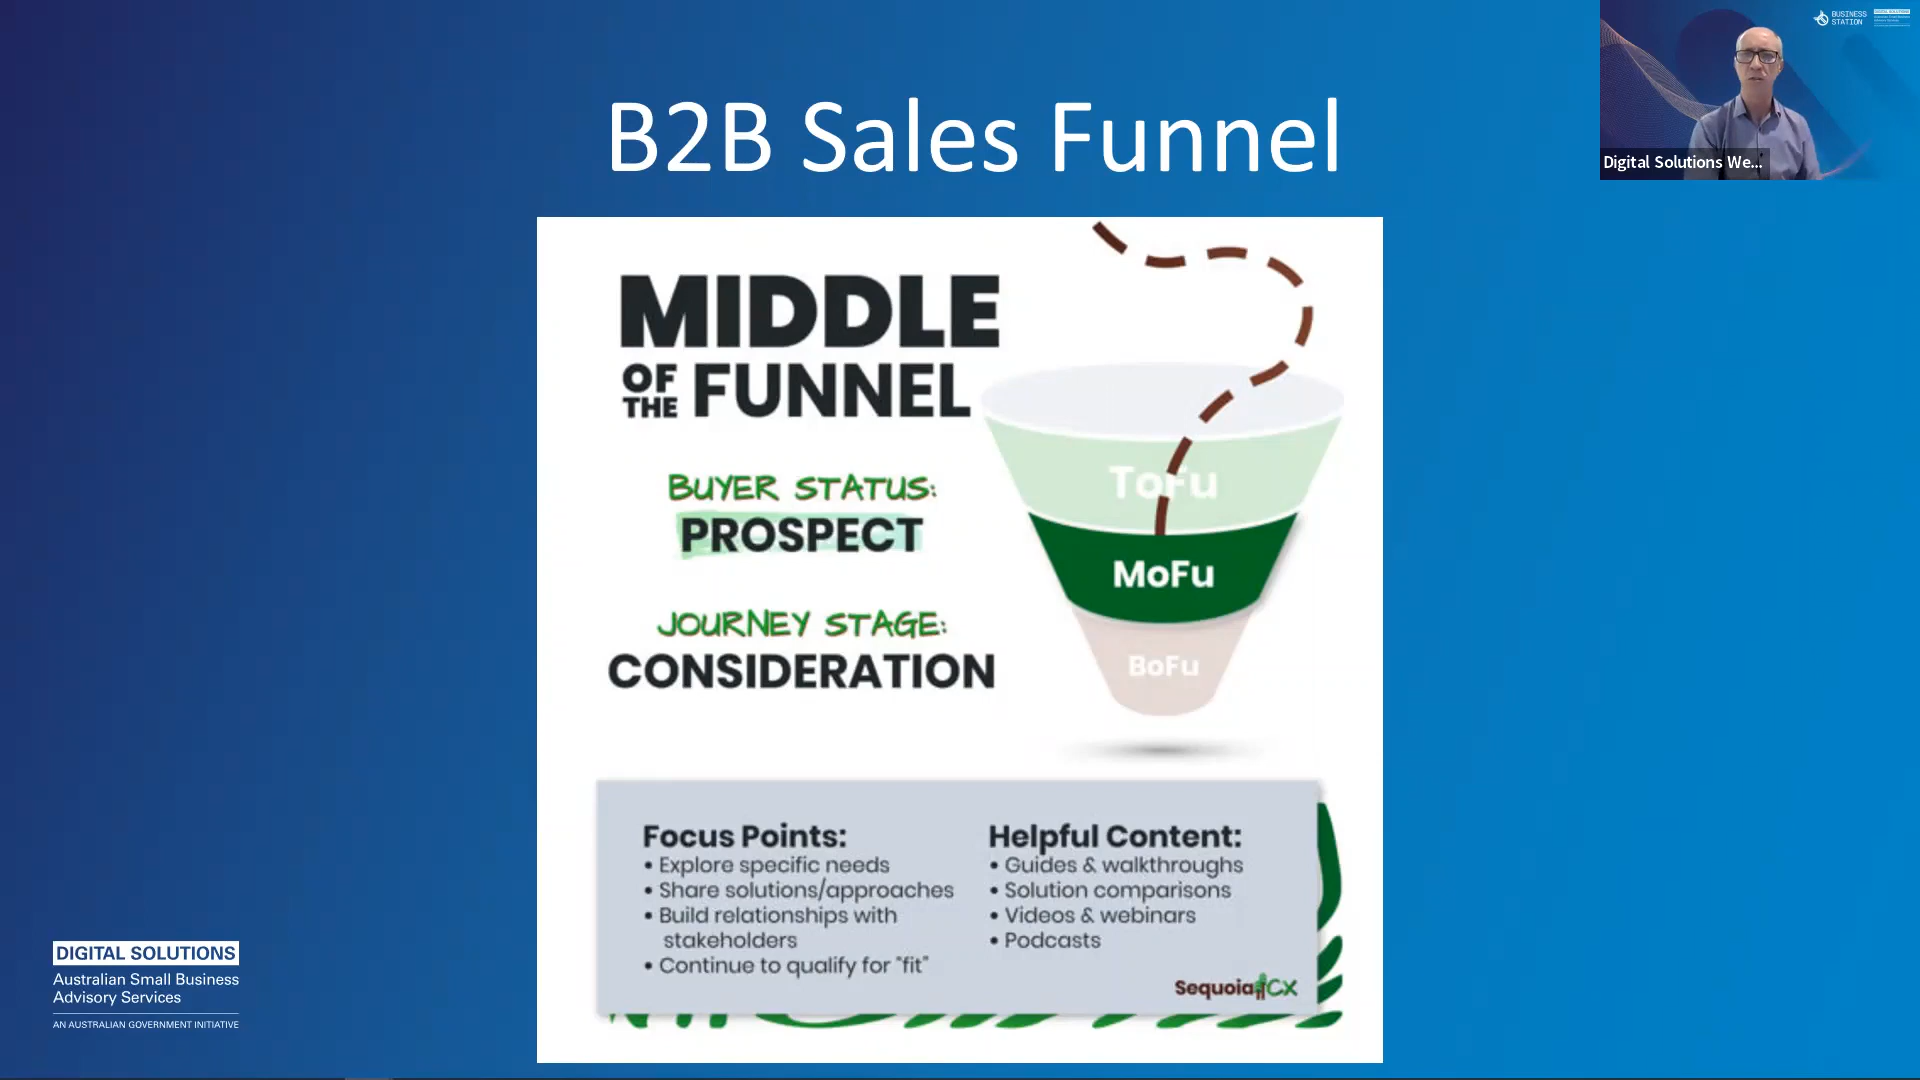 B2B Sales Funnel
BUSINESS
STATION
DIGITAL SOLUTIONS
Digital Solutions We...
MIDDLE
OF THE FUNNEL
BUYER STATUS:
PROSPECT
JOURNEY STAGE:
CONSIDERATION
ToFu
MoFu
BoFu
Focus Points:
• Explore specific needs
• Share solutions/approaches
• Build relationships with
stakeholders
• Continue to qualify for "fit"
Helpful Content:
• Guides & walkthroughs
• Solution comparisons
• Videos & webinars
• Podcasts
SequoiaCX
DIGITAL SOLUTIONS
Australian Small Business
Advisory Services
AN AUSTRALIAN GOVERNMENT INITIATIVE